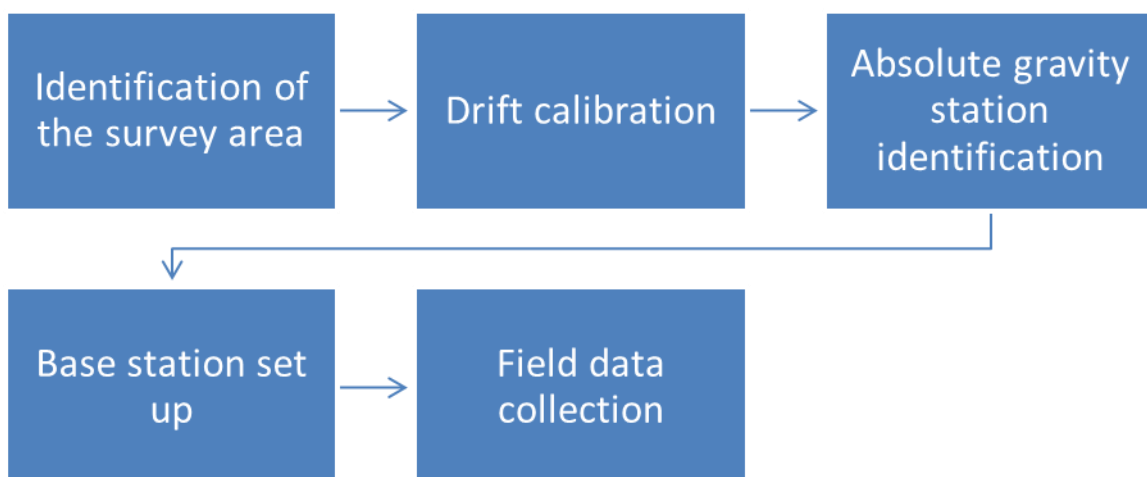 Identification of
the survey area
Drift calibration
Absolute gravity
station
identification
Base station set
up
Field data
collection